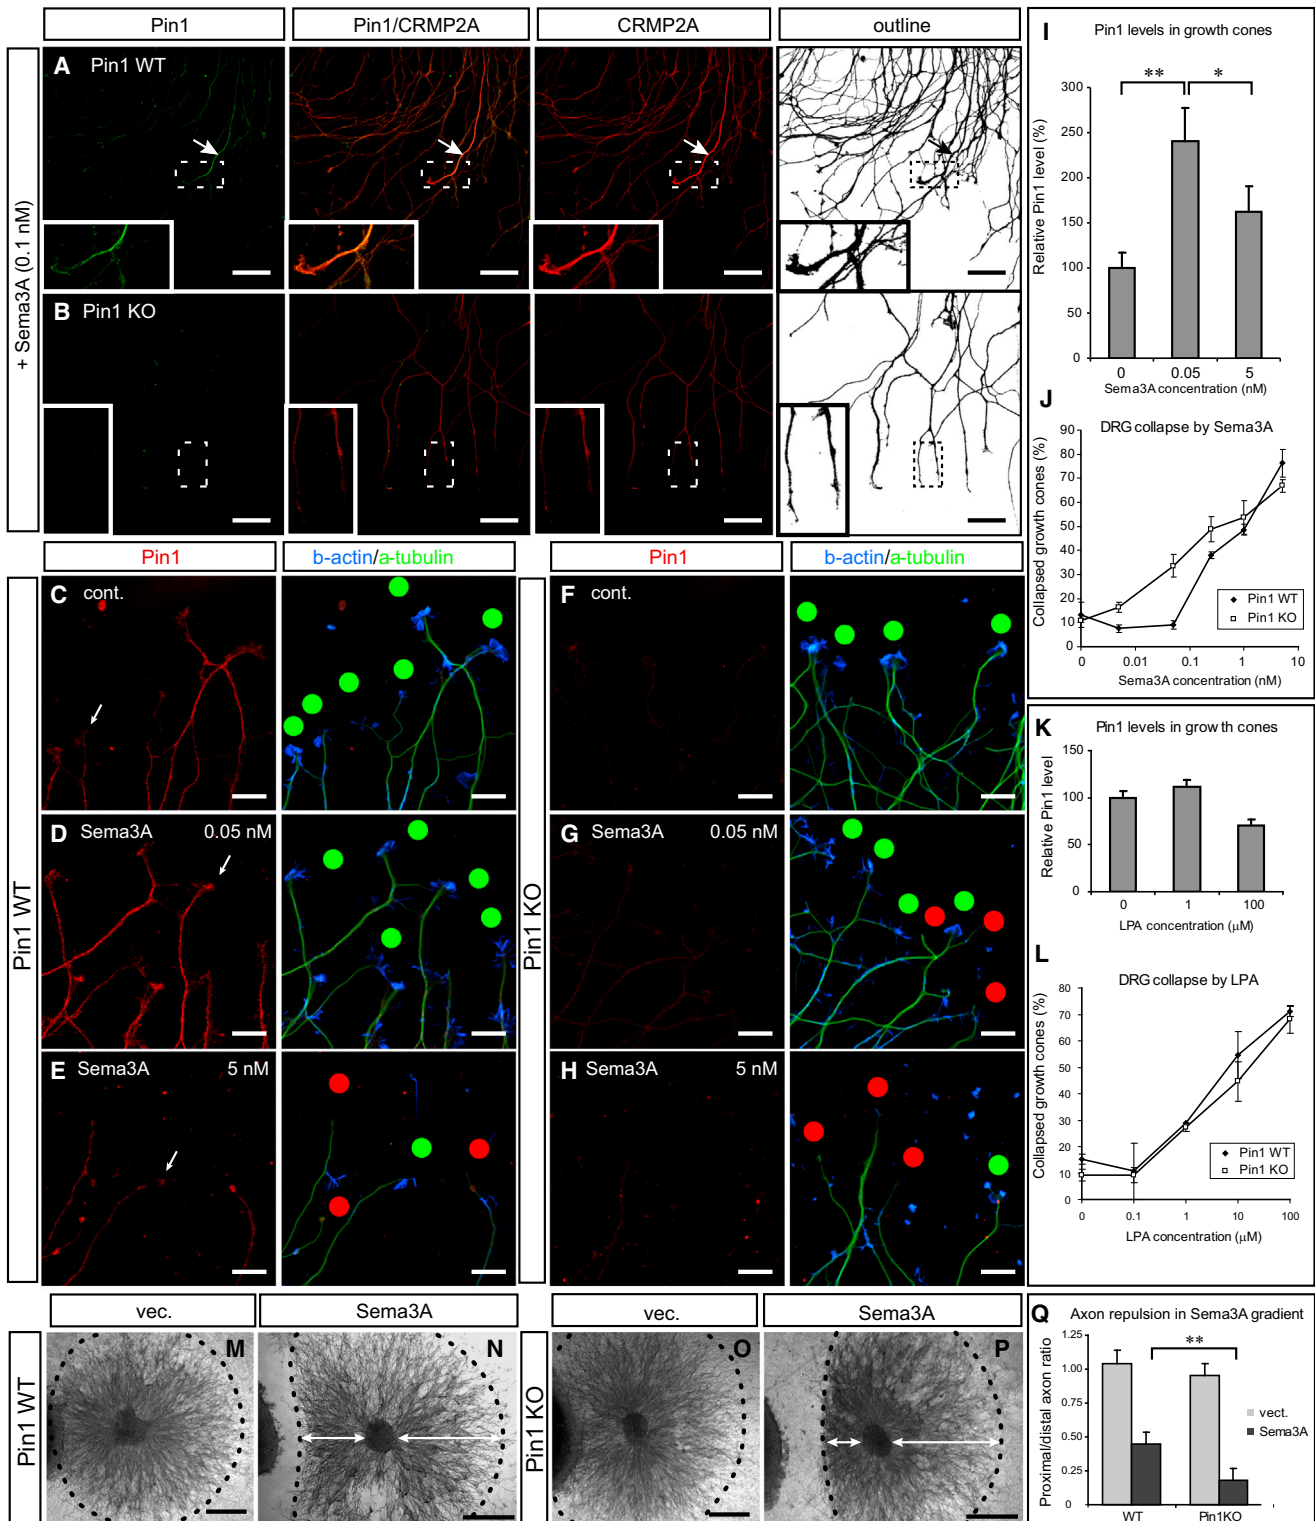 Pin1
Pin1/CRMP2A
CRMP2A
outline
+ Sema3A (0.1 nM)
A Pin1 WT
B Pin1 KO
Pin1
b-actin/a-tubulin
Pin1
b-actin/a-tubulin
Pin1 WT
C cont.
D Sema3A 0.05 nM
E Sema3A 5 nM
Pin1 KO
F cont.
G Sema3A 0.05 nM
H Sema3A 5 nM
vec.
Sema3A
vec.
Sema3A
Pin1 WT
M
N
Pin1 KO
O
P
I Pin1 levels in growth cones
** *
Relative Pin1 level (%)
300
250
200
150
100
50
0
0 0.05 5
Sema3A concentration (nM)
J
DRG collapse by Sema3A
Collapsed growth cones (%)
90
80
70
60
50
40
30
20
10
0
Pin1 WT
Pin1 KO
0 0.01 0.1 1 10
Sema3A concentration (nM)
K Pin1 levels in growth cones
Relative Pin1 level
150
100
50
0
0 1 100
LPA concentration (µM)
L
DRG collapse by LPA
Collapsed growth cones (%)
80
70
60
50
40
30
20
10
0
Pin1 WT
Pin1 KO
0 0.1 1 10 100
LPA concentration (µM)
Q Axon repulsion in Sema3A gradient
Proximal/distal axon ratio
1.25
1.0
0.75
0.50
0.25
0
**
vect.
Sema3A
WT Pin1KO